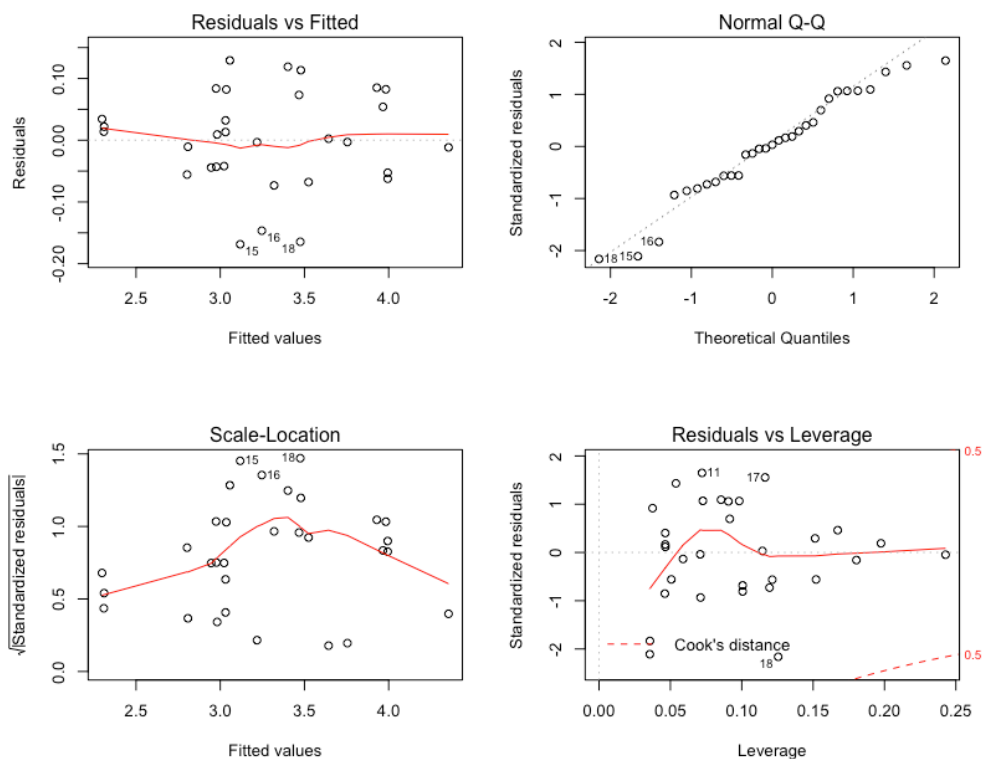 Residuals vs Fitted
Residuals
0.10
0.00
-0.10
-0.20
15
16
18
2.5 3.0 3.5 4.0
Fitted values
Normal Q-Q
Standardized residuals
2
1
0
-1
-2
16
18 15
-2 -1 0 1 2
Theoretical Quantiles
Scale-Location
√|Standardized residuals|
1.5
1.0
0.5
0.0
15
16
18
2.5 3.0 3.5 4.0
Fitted values
Residuals vs Leverage
Standardized residuals
2
1
0
-1
-2
11
17
0.5
Cook's distance
18
0.5
0.00 0.05 0.10 0.15 0.20 0.25
Leverage